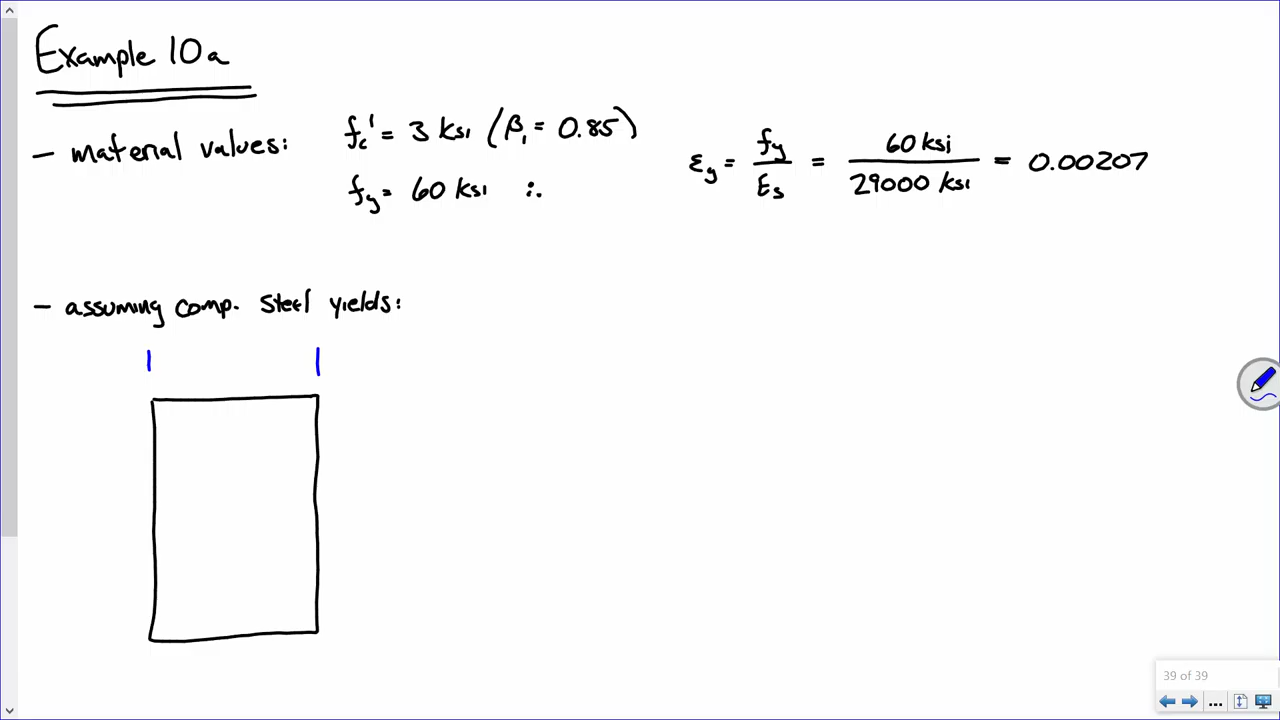 Example 10a
- material values: fc' = 3 ksi (β1 = 0.85)
fy = 60 ksi ∴
εy = fy / Es = 60 ksi / 29000 ksi = 0.00207
- assuming comp. steel yields:
39 of 39
...